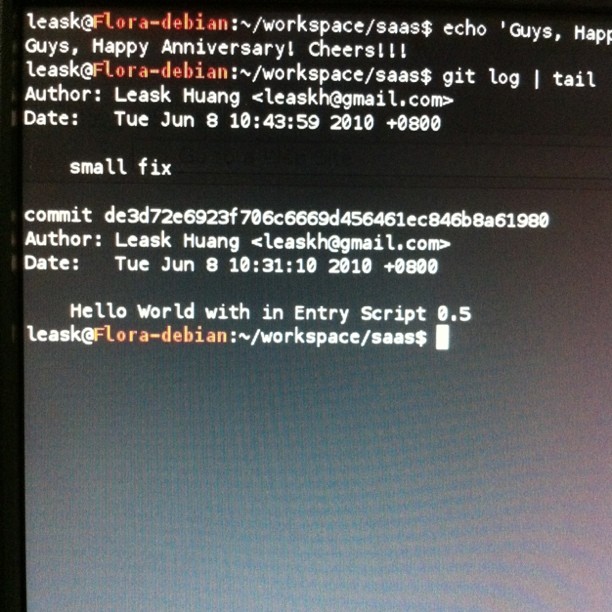 leask@Flora-debian:~/workspace/saas$ echo 'Guys, Happ
Guys, Happy Anniversary! Cheers!!!
leask@Flora-debian:~/workspace/saas$ git log | tail
Author: Leask Huang <leaskh@gmail.com>
Date:   Tue Jun 8 10:43:59 2010 +0800
    small fix
commit de3d72e6923f706c6669d456461ec846b8a61980
Author: Leask Huang <leaskh@gmail.com>
Date:   Tue Jun 8 10:31:10 2010 +0800
    Hello World with in Entry Script 0.5
leask@Flora-debian:~/workspace/saas$